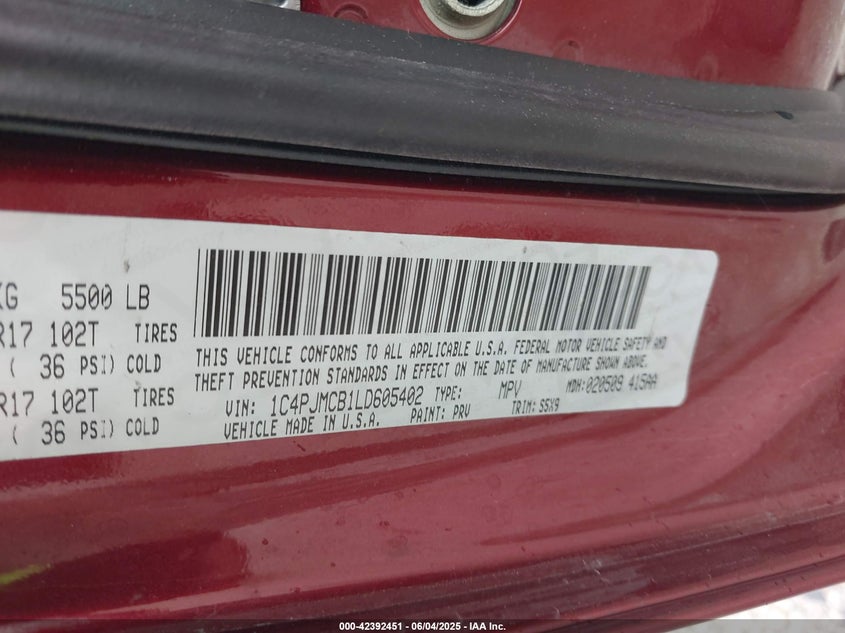 KG 5500 LB
R17 102T TIRES
( 36 PSI) COLD
R17 102T TIRES
( 36 PSI) COLD
THIS VEHICLE CONFORMS TO ALL APPLICABLE U.S.A. FEDERAL MOTOR VEHICLE SAFETY AND
THEFT PREVENTION STANDARDS IN EFFECT ON THE DATE OF MANUFACTURE SHOWN ABOVE.
VIN: 1C4PJMCB1LD605402 TYPE: MPV MDH: 020509 415AA
VEHICLE MADE IN U.S.A. PAINT: PRV TRIM: S5X9
000-42392451 | 06/04/2025 - IAA Inc.